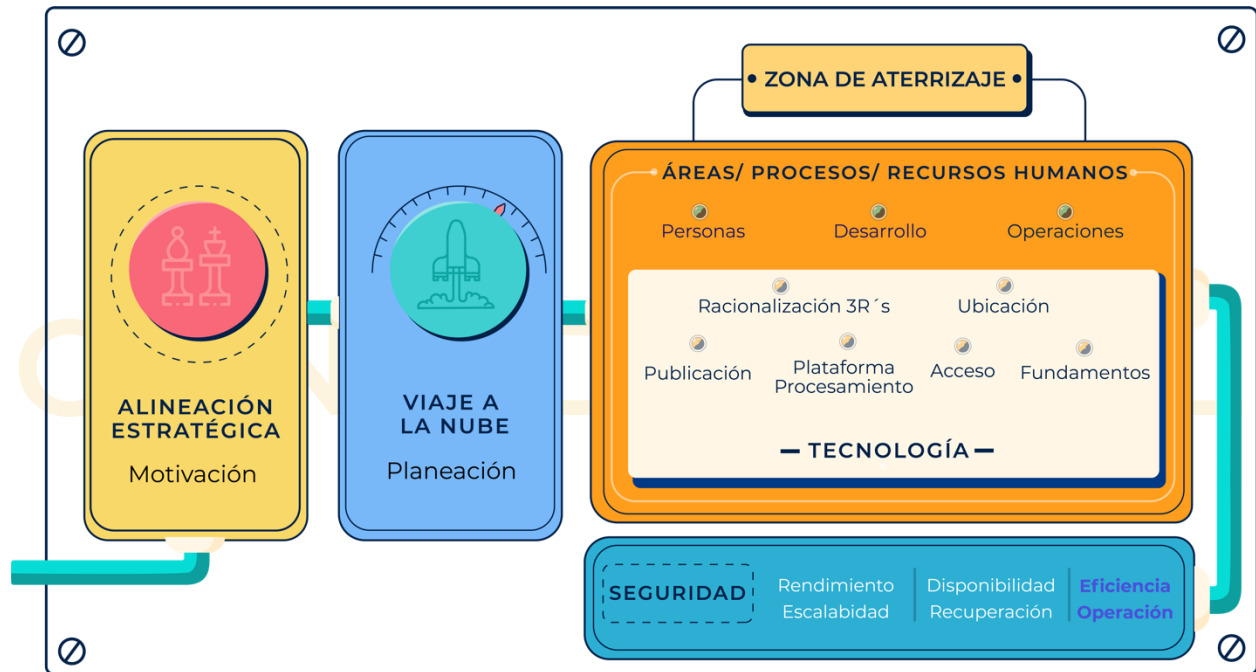 ZONA DE ATERRIZAJE
ALINEACIÓN
ESTRATÉGICA
Motivación
VIAJE A
LA NUBE
Planeación
ÁREAS/ PROCESOS/ RECURSOS HUMANOS
Personas
Desarrollo
Operaciones
Racionalización 3R´s
Ubicación
Publicación
Plataforma
Procesamiento
Acceso
Fundamentos
TECNOLOGÍA
SEGURIDAD
Rendimiento
Escalabidad
Disponibilidad
Recuperación
Eficiencia
Operación